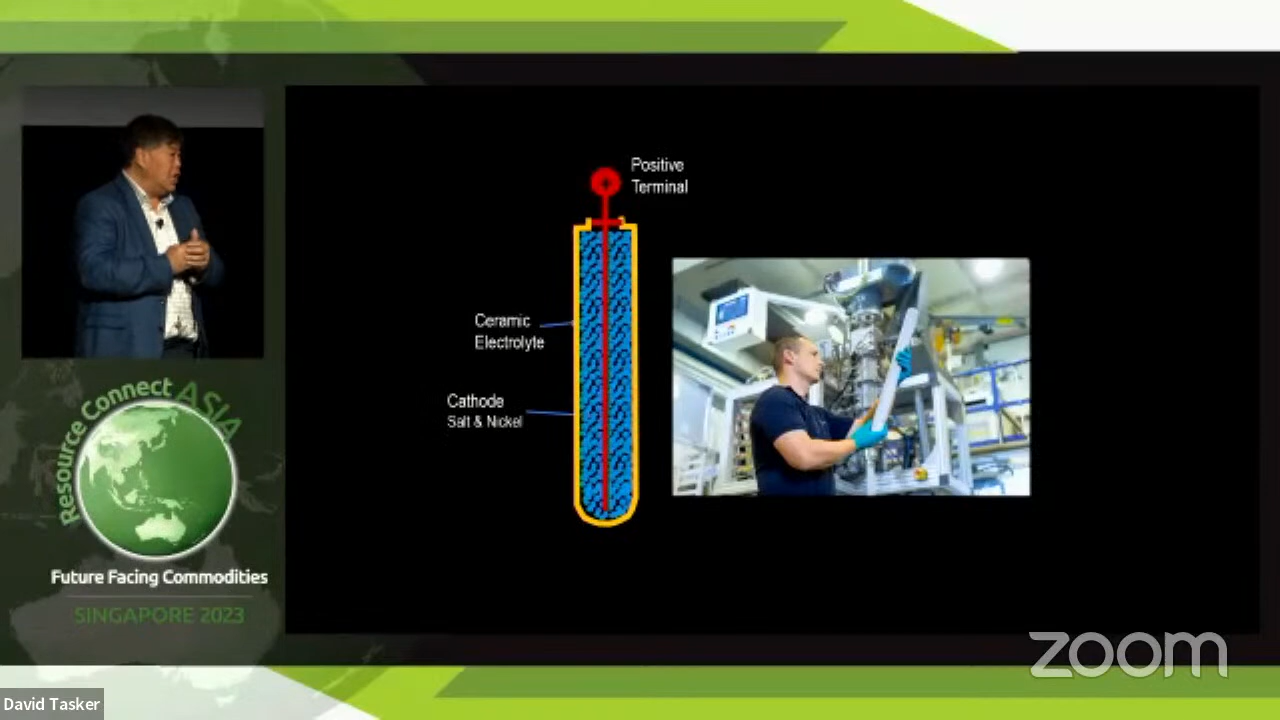 Positive
Terminal
Ceramic
Electrolyte
Cathode
Salt & Nickel
Resource Connect ASIA
Future Facing Commodities
SINGAPORE 2023
zoom
David Tasker